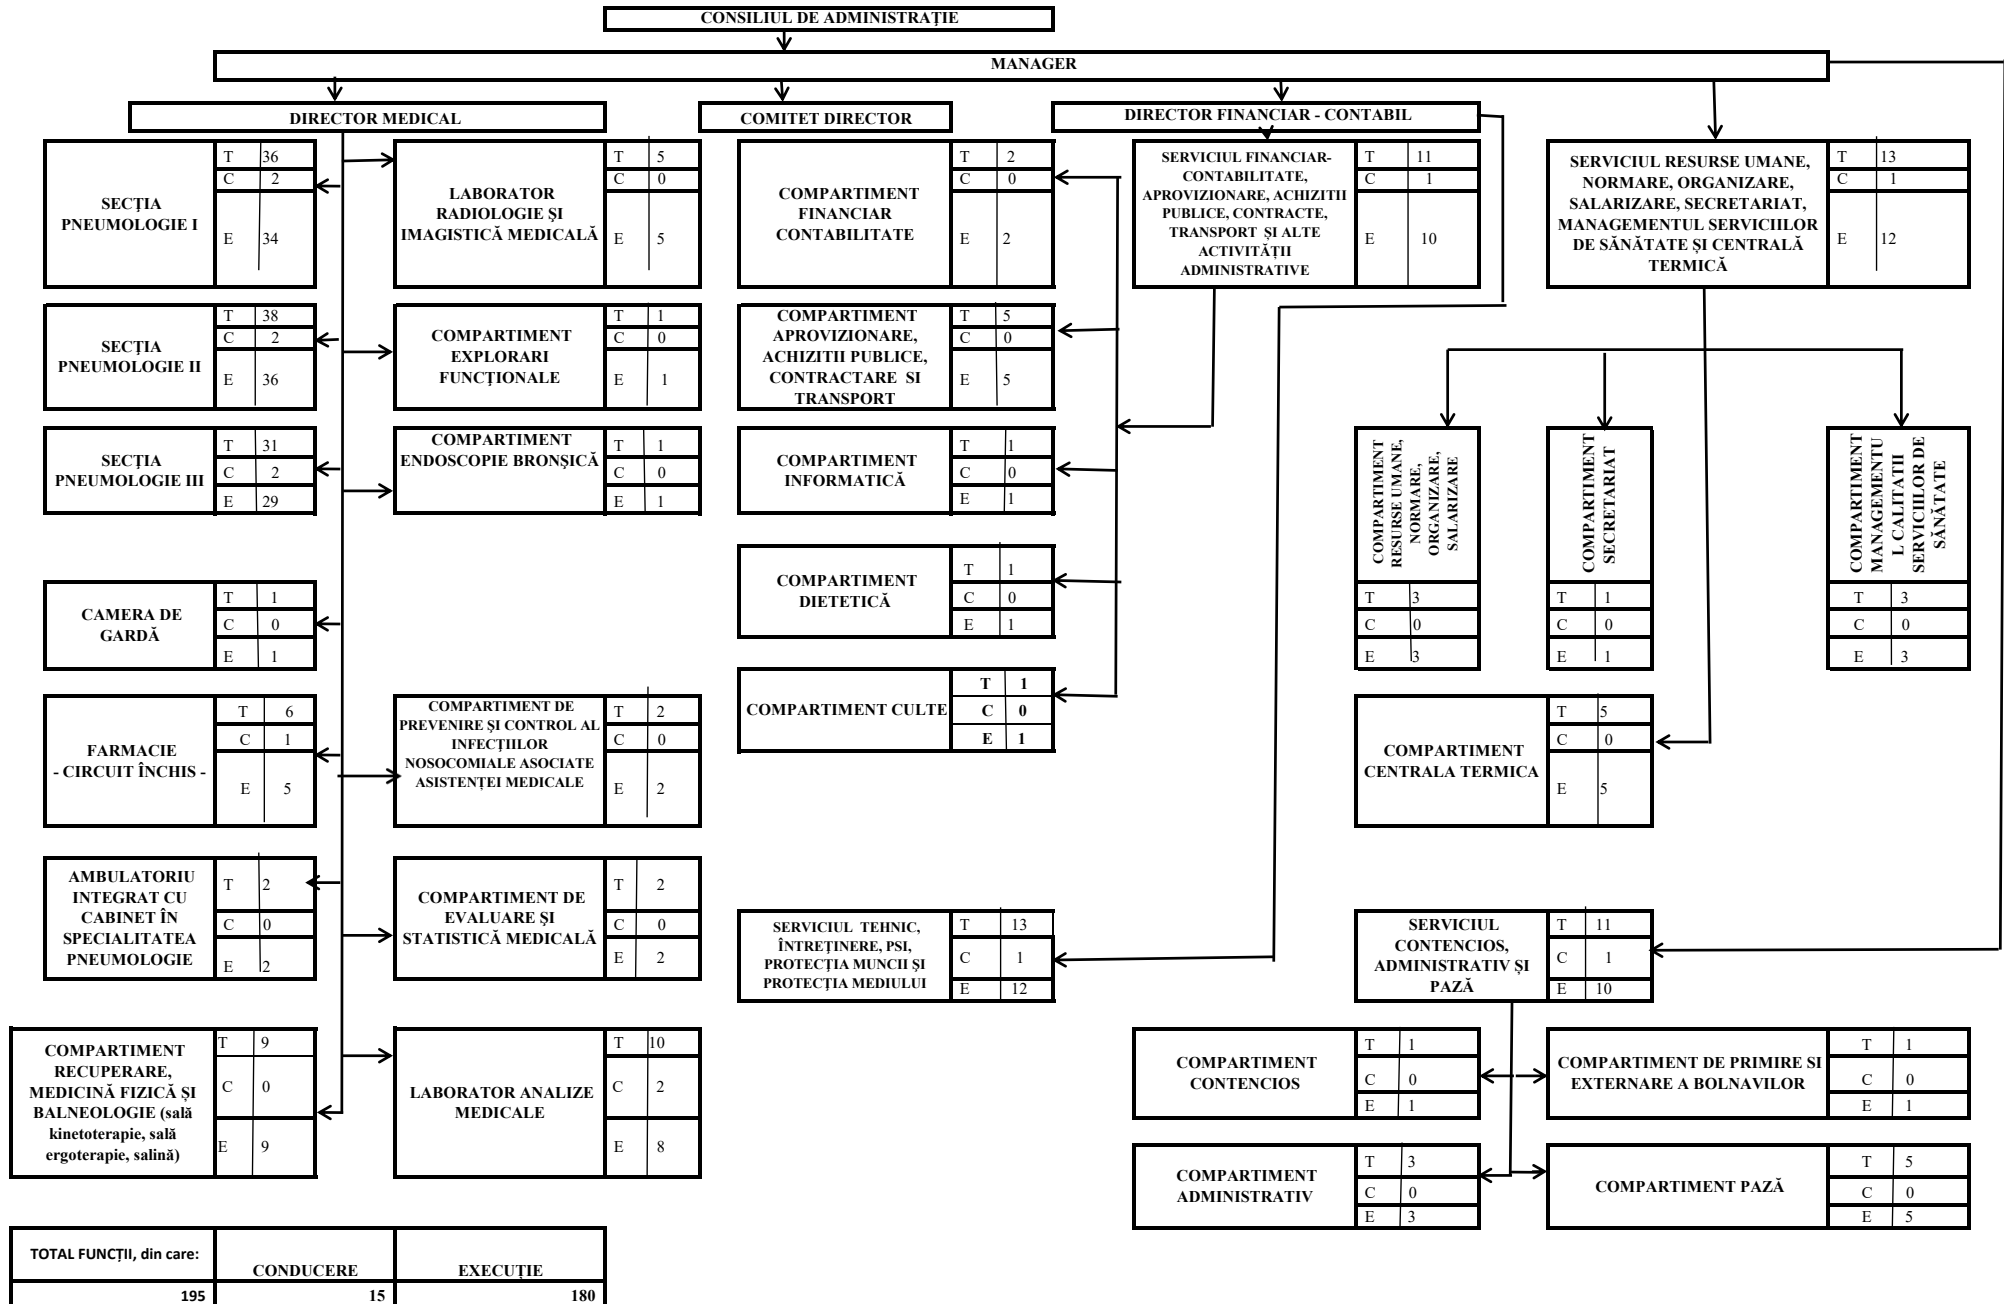 CONSILIUL DE ADMINISTRAȚIE
MANAGER
DIRECTOR MEDICAL
COMITET DIRECTOR
DIRECTOR FINANCIAR - CONTABIL
SECȚIA
PNEUMOLOGIE I
T 36
C 2
E 34
LABORATOR
RADIOLOGIE ȘI
IMAGISTICĂ MEDICALĂ
T 5
C 0
E 5
COMPARTIMENT
FINANCIAR
CONTABILITATE
T 2
C 0
E 2
SERVICIUL FINANCIAR-
CONTABILITATE,
APROVIZIONARE, ACHIZITII
PUBLICE, CONTRACTE,
TRANSPORT ȘI ALTE
ACTIVITĂȚII
ADMINISTRATIVE
T 11
C 1
E 10
SERVICIUL RESURSE UMANE,
NORMARE, ORGANIZARE,
SALARIZARE, SECRETARIAT,
MANAGEMENTUL SERVICIILOR
DE SĂNĂTATE ȘI CENTRALĂ
TERMICĂ
T 13
C 1
E 12
SECȚIA
PNEUMOLOGIE II
T 38
C 2
E 36
COMPARTIMENT
EXPLORARI
FUNCȚIONALE
T 1
C 0
E 1
COMPARTIMENT
APROVIZIONARE,
ACHIZITII PUBLICE,
CONTRACTARE SI
TRANSPORT
T 5
C 0
E 5
SECȚIA
PNEUMOLOGIE III
T 31
C 2
E 29
COMPARTIMENT
ENDOSCOPIE BRONȘICĂ
T 1
C 0
E 1
COMPARTIMENT
INFORMATICĂ
T 1
C 0
E 1
COMPARTIMENT
RESURSE UMANE,
NORMARE,
ORGANIZARE,
SALARIZARE
T 3
C 0
E 3
COMPARTIMENT
SECRETARIAT
T 1
C 0
E 1
COMPARTIMENT
MANAGEMENTU
L CALITATII
SERVICIILOR DE
SĂNĂTATE
T 3
C 0
E 3
CAMERA DE
GARDĂ
T 1
C 0
E 1
COMPARTIMENT
DIETETICĂ
T 1
C 0
E 1
FARMACIE
- CIRCUIT ÎNCHIS -
T 6
C 1
E 5
COMPARTIMENT DE
PREVENIRE ȘI CONTROL AL
INFECȚIILOR
NOSOCOMIALE ASOCIATE
ASISTENȚEI MEDICALE
T 2
C 0
E 2
COMPARTIMENT CULTE
T 1
C 0
E 1
COMPARTIMENT
CENTRALA TERMICA
T 5
C 0
E 5
AMBULATORIU
INTEGRAT CU
CABINET ÎN
SPECIALITATEA
PNEUMOLOGIE
T 2
C 0
E 2
COMPARTIMENT DE
EVALUARE ȘI
STATISTICĂ MEDICALĂ
T 2
C 0
E 2
SERVICIUL TEHNIC,
ÎNTREȚINERE, PSI,
PROTECȚIA MUNCII ȘI
PROTECȚIA MEDIULUI
T 13
C 1
E 12
SERVICIUL
CONTENCIOS,
ADMINISTRATIV ȘI
PAZĂ
T 11
C 1
E 10
COMPARTIMENT
RECUPERARE,
MEDICINĂ FIZICĂ ȘI
BALNEOLOGIE (sală
kinetoterapie, sală
ergoterapie, salină)
T 9
C 0
E 9
LABORATOR ANALIZE
MEDICALE
T 10
C 2
E 8
COMPARTIMENT
CONTENCIOS
T 1
C 0
E 1
COMPARTIMENT DE PRIMIRE SI
EXTERNARE A BOLNAVILOR
T 1
C 0
E 1
COMPARTIMENT
ADMINISTRATIV
T 3
C 0
E 3
COMPARTIMENT PAZĂ
T 5
C 0
E 5
TOTAL FUNCȚII, din care:
CONDUCERE
EXECUȚIE
195
15
180